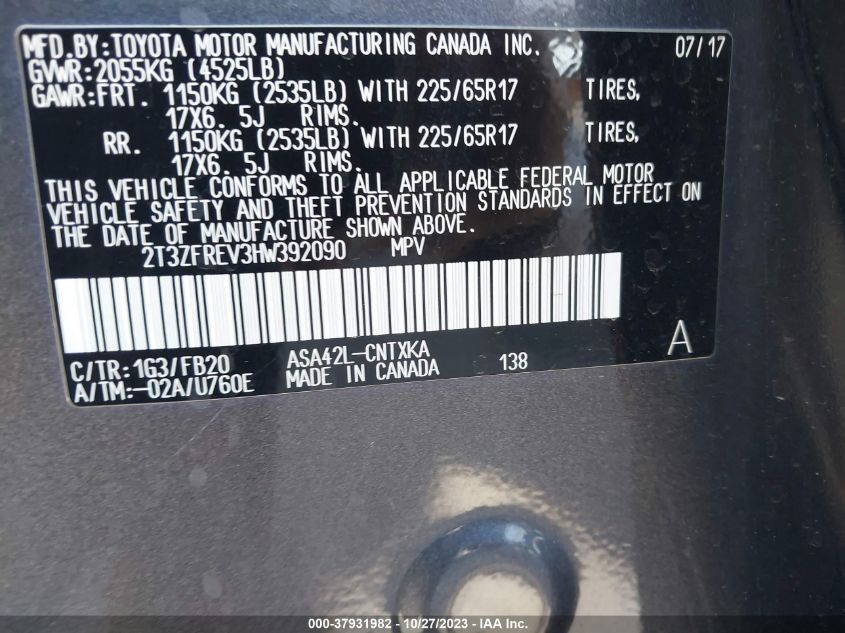 MFD.BY:TOYOTA MOTOR MANUFACTURING CANADA INC. 07/17
GVWR:2055KG (4525LB)
GAWR:FRT. 1150KG (2535LB) WITH 225/65R17 TIRES,
17X6. 5J RIMS.
RR. 1150KG (2535LB) WITH 225/65R17 TIRES,
17X6. 5J RIMS.
THIS VEHICLE CONFORMS TO ALL APPLICABLE FEDERAL MOTOR
VEHICLE SAFETY AND THEFT PREVENTION STANDARDS IN EFFECT ON
THE DATE OF MANUFACTURE SHOWN ABOVE.
2T3ZFREV3HW392090 MPV
C/TR:1G3/FB20 ASA42L-CNTXKA A
A/TM:-02A/U760E MADE IN CANADA 138
000-37931982 - 10/27/2023 - IAA Inc.